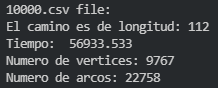 10000.csv file:
El camino es de longitud: 112
Tiempo:  56933.533
Numero de vertices: 9767
Numero de arcos: 22758